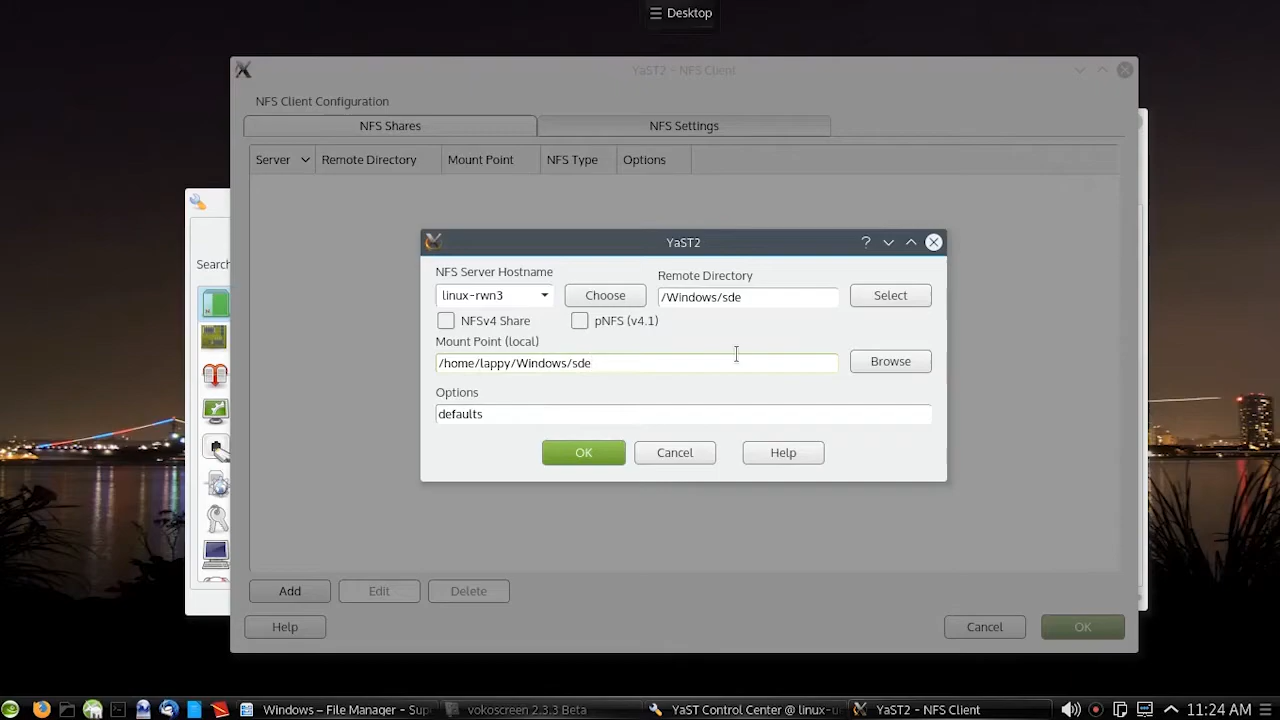 Desktop
YaST2 - NFS Client
NFS Client Configuration
NFS Shares
NFS Settings
Server
Remote Directory
Mount Point
NFS Type
Options
Search
YaST2
?
NFS Server Hostname
Remote Directory
linux-rwn3
Choose
/Windows/sde
Select
NFSv4 Share
pNFS (v4.1)
Mount Point (local)
/home/lappy/Windows/sde
Browse
Options
defaults
OK
Cancel
Help
Add
Edit
Delete
Help
Cancel
OK
Windows – File Manager - Sup
vokoscreen 2.3.3 Beta
YaST Control Center @ linux-
YaST2 - NFS Client
11:24 AM